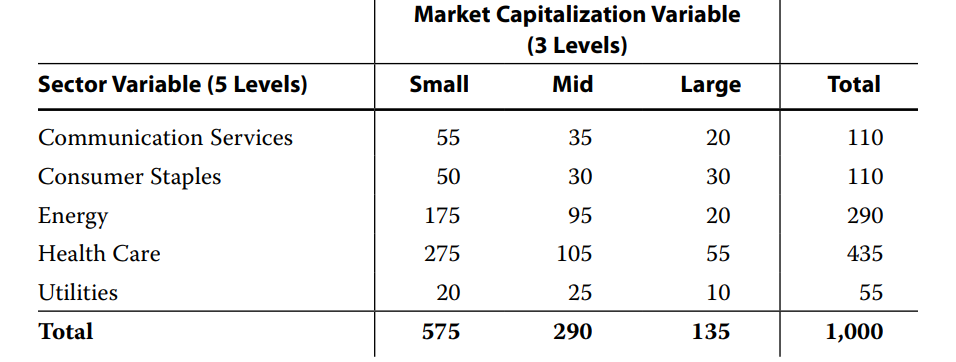 Market Capitalization Variable
(3 Levels)
Sector Variable (5 Levels) Small Mid Large Total
Communication Services 55 35 20 110
Consumer Staples 50 30 30 110
Energy 175 95 20 290
Health Care 275 105 55 435
Utilities 20 25 10 55
Total 575 290 135 1,000